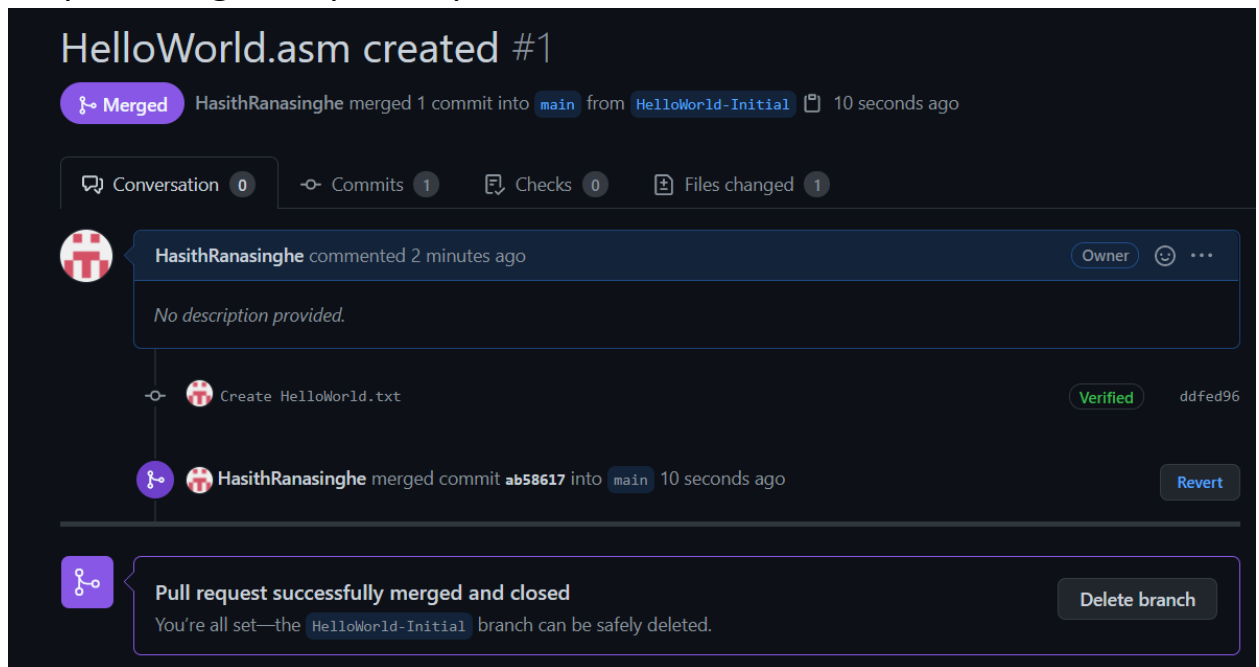 HelloWorld.asm created #1
Merged HasithRanasinghe merged 1 commit into main from HelloWorld-Initial 10 seconds ago
Conversation 0 Commits 1 Checks 0 Files changed 1
HasithRanasinghe commented 2 minutes ago Owner
No description provided.
Create HelloWorld.txt Verified ddfed96
HasithRanasinghe merged commit ab58617 into main 10 seconds ago Revert
Pull request successfully merged and closed
You're all set—the HelloWorld-Initial branch can be safely deleted.
Delete branch